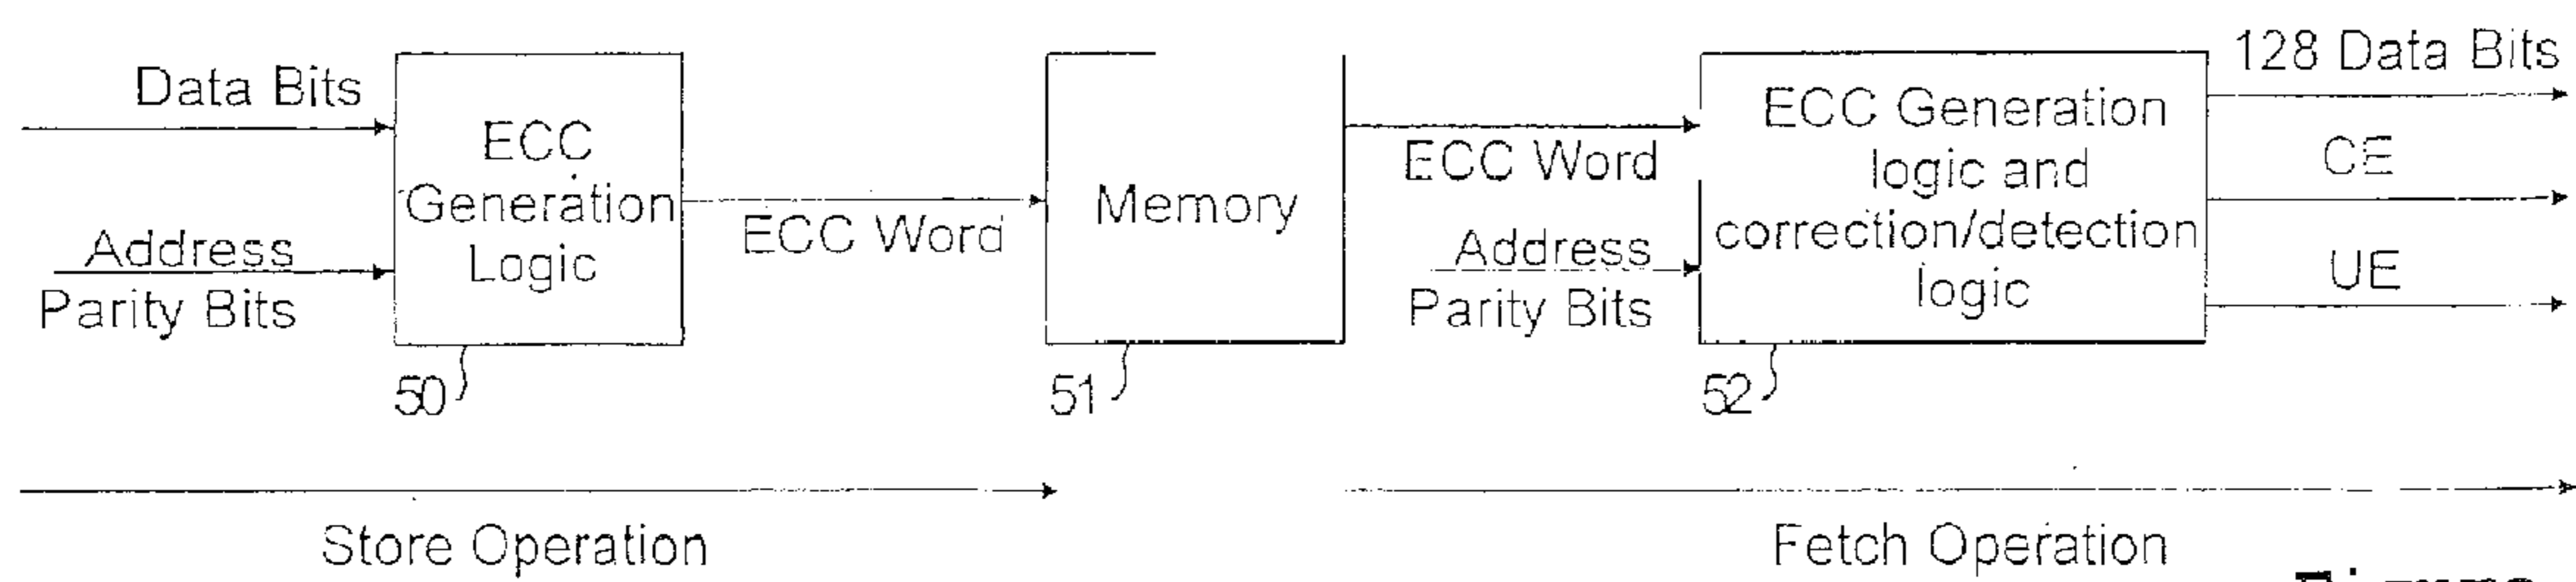 Data Bits
Address
Parity Bits
ECC
Generation
Logic
50
ECC Word
Memory
51
ECC Word
Address
Parity Bits
ECC Generation
logic and
correction/detection
logic
52
128 Data Bits
CE
UE
Store Operation
Fetch Operation